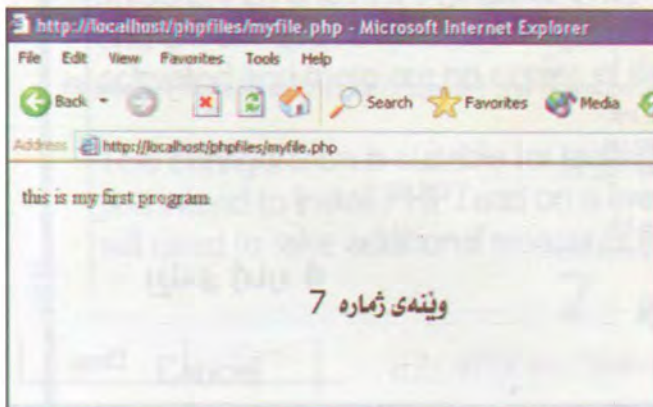 http://localhost/phpfiles/myfile.php - Microsoft Internet Explorer
File Edit View Favorites Tools Help
Back Search Favorites Media
Address http://localhost/phpfiles/myfile.php
this is my first program
وێنەی ژمارە 7